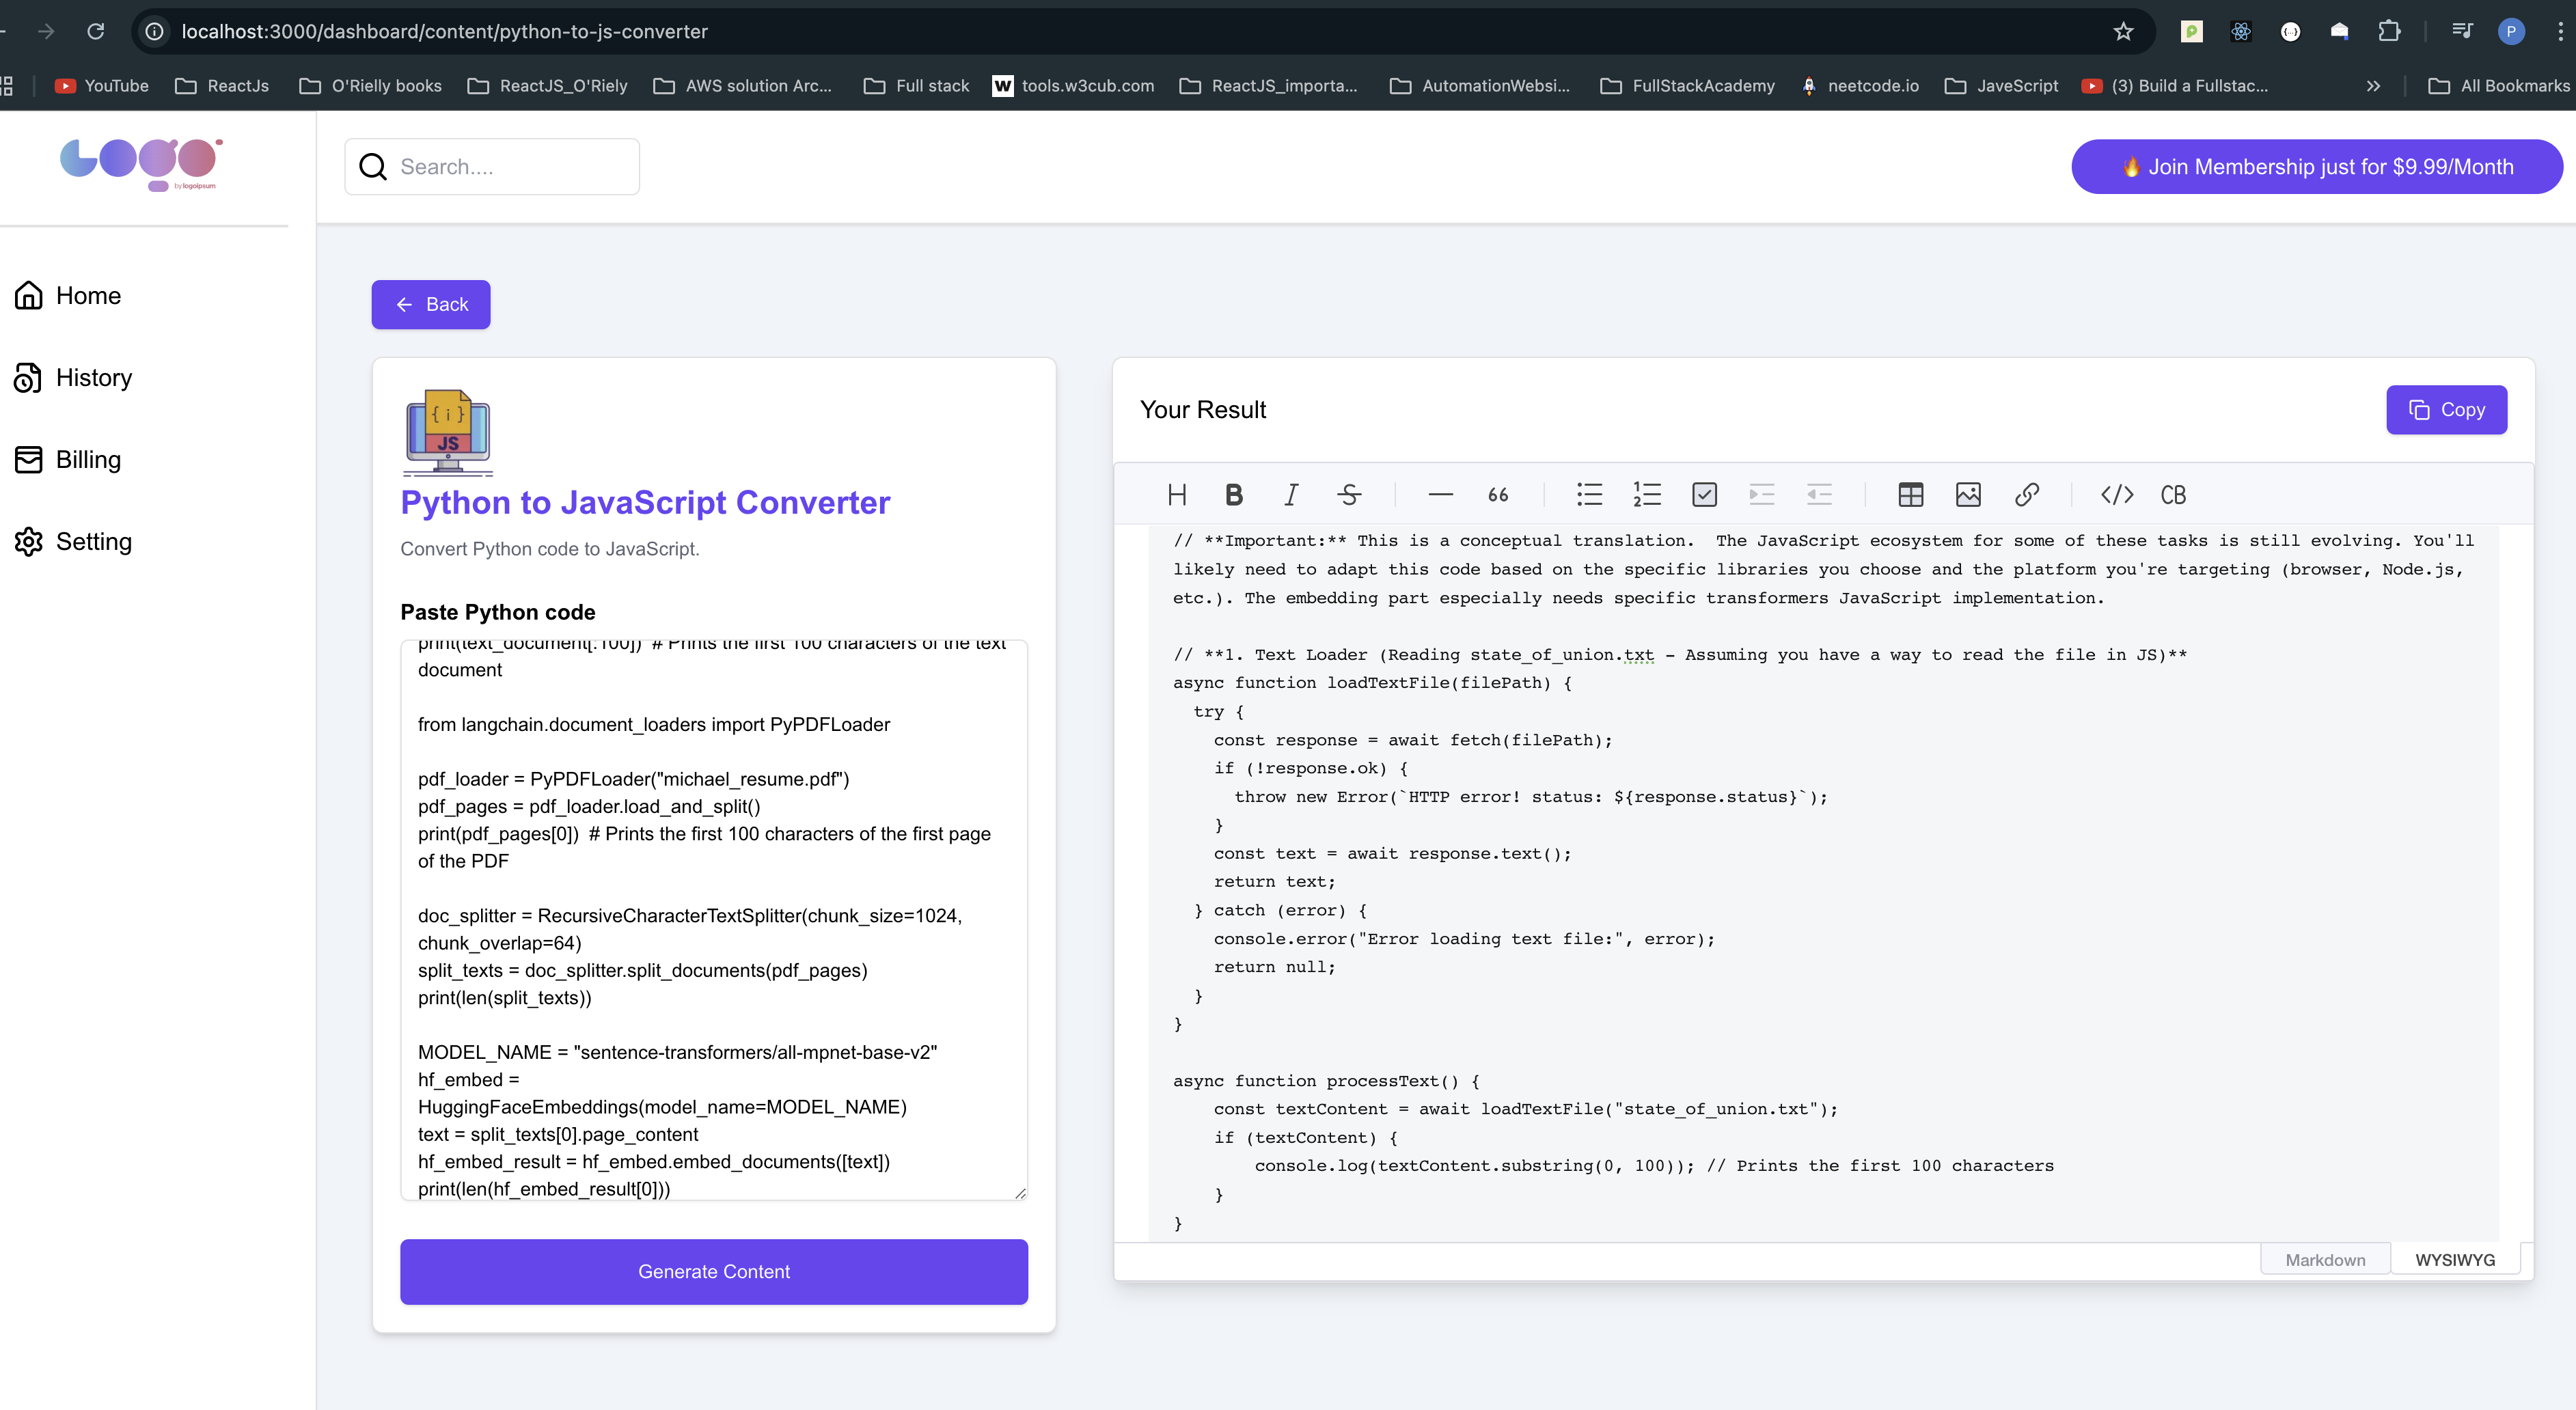 localhost:3000/dashboard/content/python-to-js-converter
P
YouTube
ReactJs
O'Rielly books
ReactJS_O'Riely
AWS solution Arc...
Full stack
W tools.w3cub.com
ReactJS_importa...
AutomationWebsi...
FullStackAcademy
neetcode.io
JaveScript
(3) Build a Fullstac...
All Bookmarks
LOGO
by logoipsum
Search....
🔥 Join Membership just for $9.99/Month
Home
History
Billing
Setting
Back
{ i }
JS
Python to JavaScript Converter
Convert Python code to JavaScript.
Paste Python code
print(text_document[:100])  # Prints the first 100 characters of the text
document
from langchain.document_loaders import PyPDFLoader
pdf_loader = PyPDFLoader("michael_resume.pdf")
pdf_pages = pdf_loader.load_and_split()
print(pdf_pages[0])  # Prints the first 100 characters of the first page
of the PDF
doc_splitter = RecursiveCharacterTextSplitter(chunk_size=1024,
chunk_overlap=64)
split_texts = doc_splitter.split_documents(pdf_pages)
print(len(split_texts))
MODEL_NAME = "sentence-transformers/all-mpnet-base-v2"
hf_embed =
HuggingFaceEmbeddings(model_name=MODEL_NAME)
text = split_texts[0].page_content
hf_embed_result = hf_embed.embed_documents([text])
print(len(hf_embed_result[0]))
Generate Content
Your Result
Copy
H B I S 66 </> CB
// **Important:** This is a conceptual translation.  The JavaScript ecosystem for some of these tasks is still evolving. You'll
likely need to adapt this code based on the specific libraries you choose and the platform you're targeting (browser, Node.js,
etc.). The embedding part especially needs specific transformers JavaScript implementation.
// **1. Text Loader (Reading state_of_union.txt - Assuming you have a way to read the file in JS)**
async function loadTextFile(filePath) {
  try {
    const response = await fetch(filePath);
    if (!response.ok) {
      throw new Error(`HTTP error! status: ${response.status}`);
    }
    const text = await response.text();
    return text;
  } catch (error) {
    console.error("Error loading text file:", error);
    return null;
  }
}
async function processText() {
    const textContent = await loadTextFile("state_of_union.txt");
    if (textContent) {
        console.log(textContent.substring(0, 100)); // Prints the first 100 characters
    }
}
Markdown
WYSIWYG